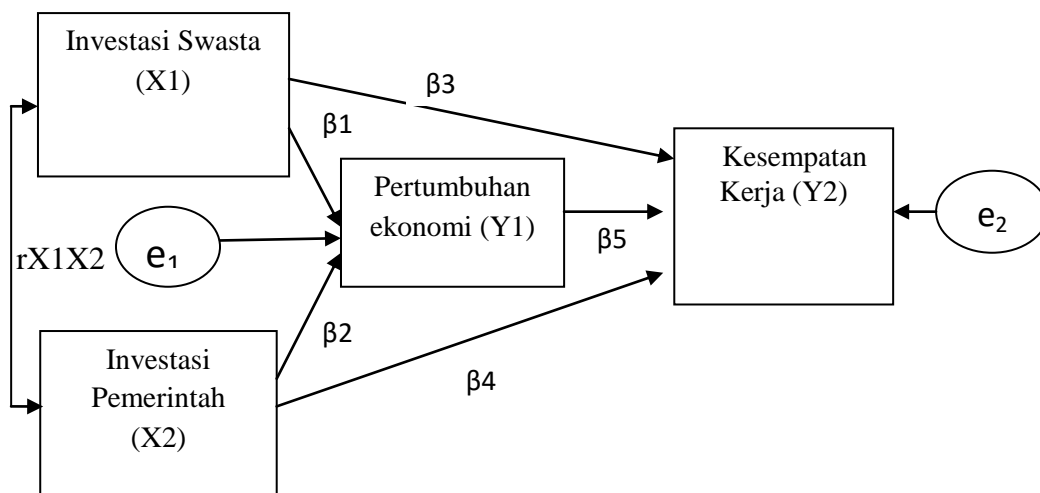 Investasi Swasta
(X1)
β3
β1
Kesempatan
Kerja (Y2)
Pertumbuhan
ekonomi (Y1)
e₁
rX1X2
β5
e₂
β2
Investasi
Pemerintah
(X2)
β4